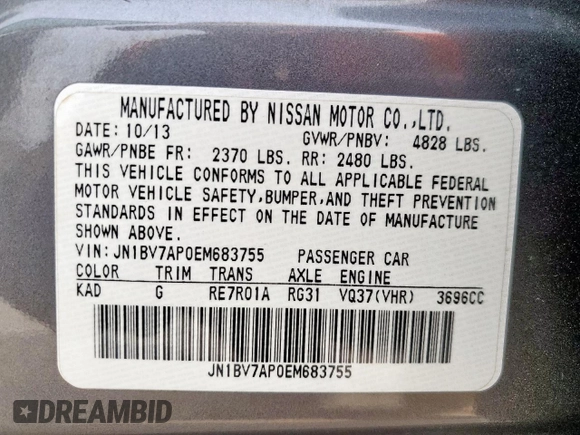 MANUFACTURED BY NISSAN MOTOR CO.,LTD.
DATE: 10/13 GVWR/PNBV: 4828 LBS.
GAWR/PNBE FR: 2370 LBS. RR: 2480 LBS.
THIS VEHICLE CONFORMS TO ALL APPLICABLE FEDERAL
MOTOR VEHICLE SAFETY,BUMPER,AND THEFT PREVENTION
STANDARDS IN EFFECT ON THE DATE OF MANUFACTURE
SHOWN ABOVE.
VIN:JN1BV7AP0EM683755 PASSENGER CAR
COLOR TRIM TRANS AXLE ENGINE
KAD G RE7R01A RG31 VQ37(VHR) 3696CC
JN1BV7AP0EM683755
DREAMBID